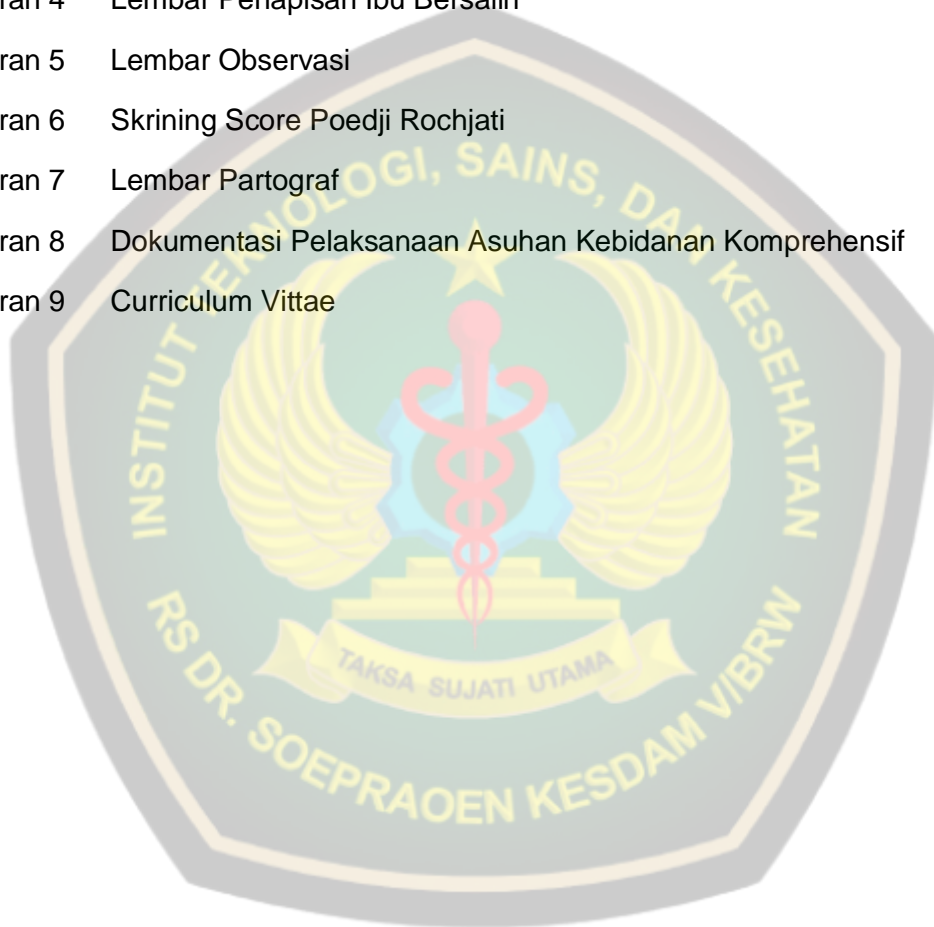 ran 4 Lembar Penapisan Ibu Bersalin
ran 5 Lembar Observasi
ran 6 Skrining Score Poedji Rochjati
ran 7 Lembar Partograf
ran 8 Dokumentasi Pelaksanaan Asuhan Kebidanan Komprehensif
ran 9 Curriculum Vittae
INSTITUT TEKNOLOGI, SAINS, DAN KESEHATAN
TAKSA SUJATI UTAMA
RS DR. SOEPRAOEN KESDAM V/BRW